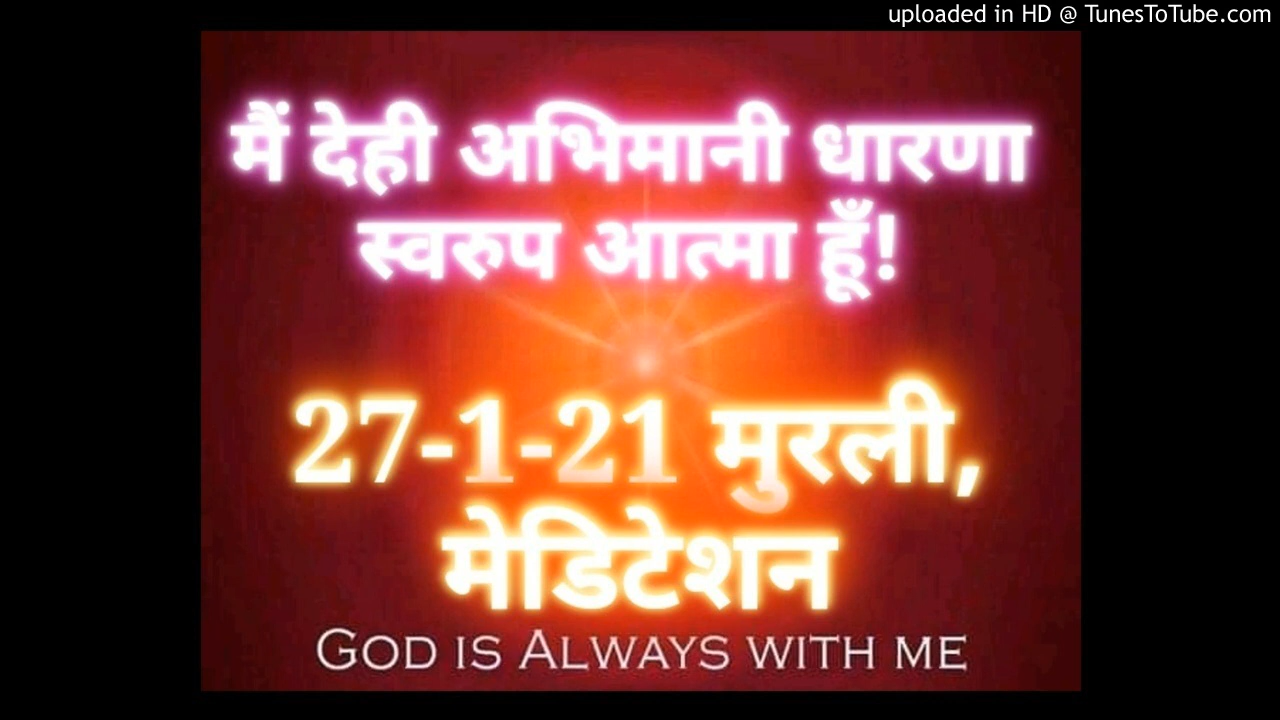 uploaded in HD @ TunesToTube.com
मैं देही अभिमानी धारणा
स्वरुप आत्मा हूँ!
27-1-21 मुरली,
मेडिटेशन
GOD IS ALWAYS WITH ME